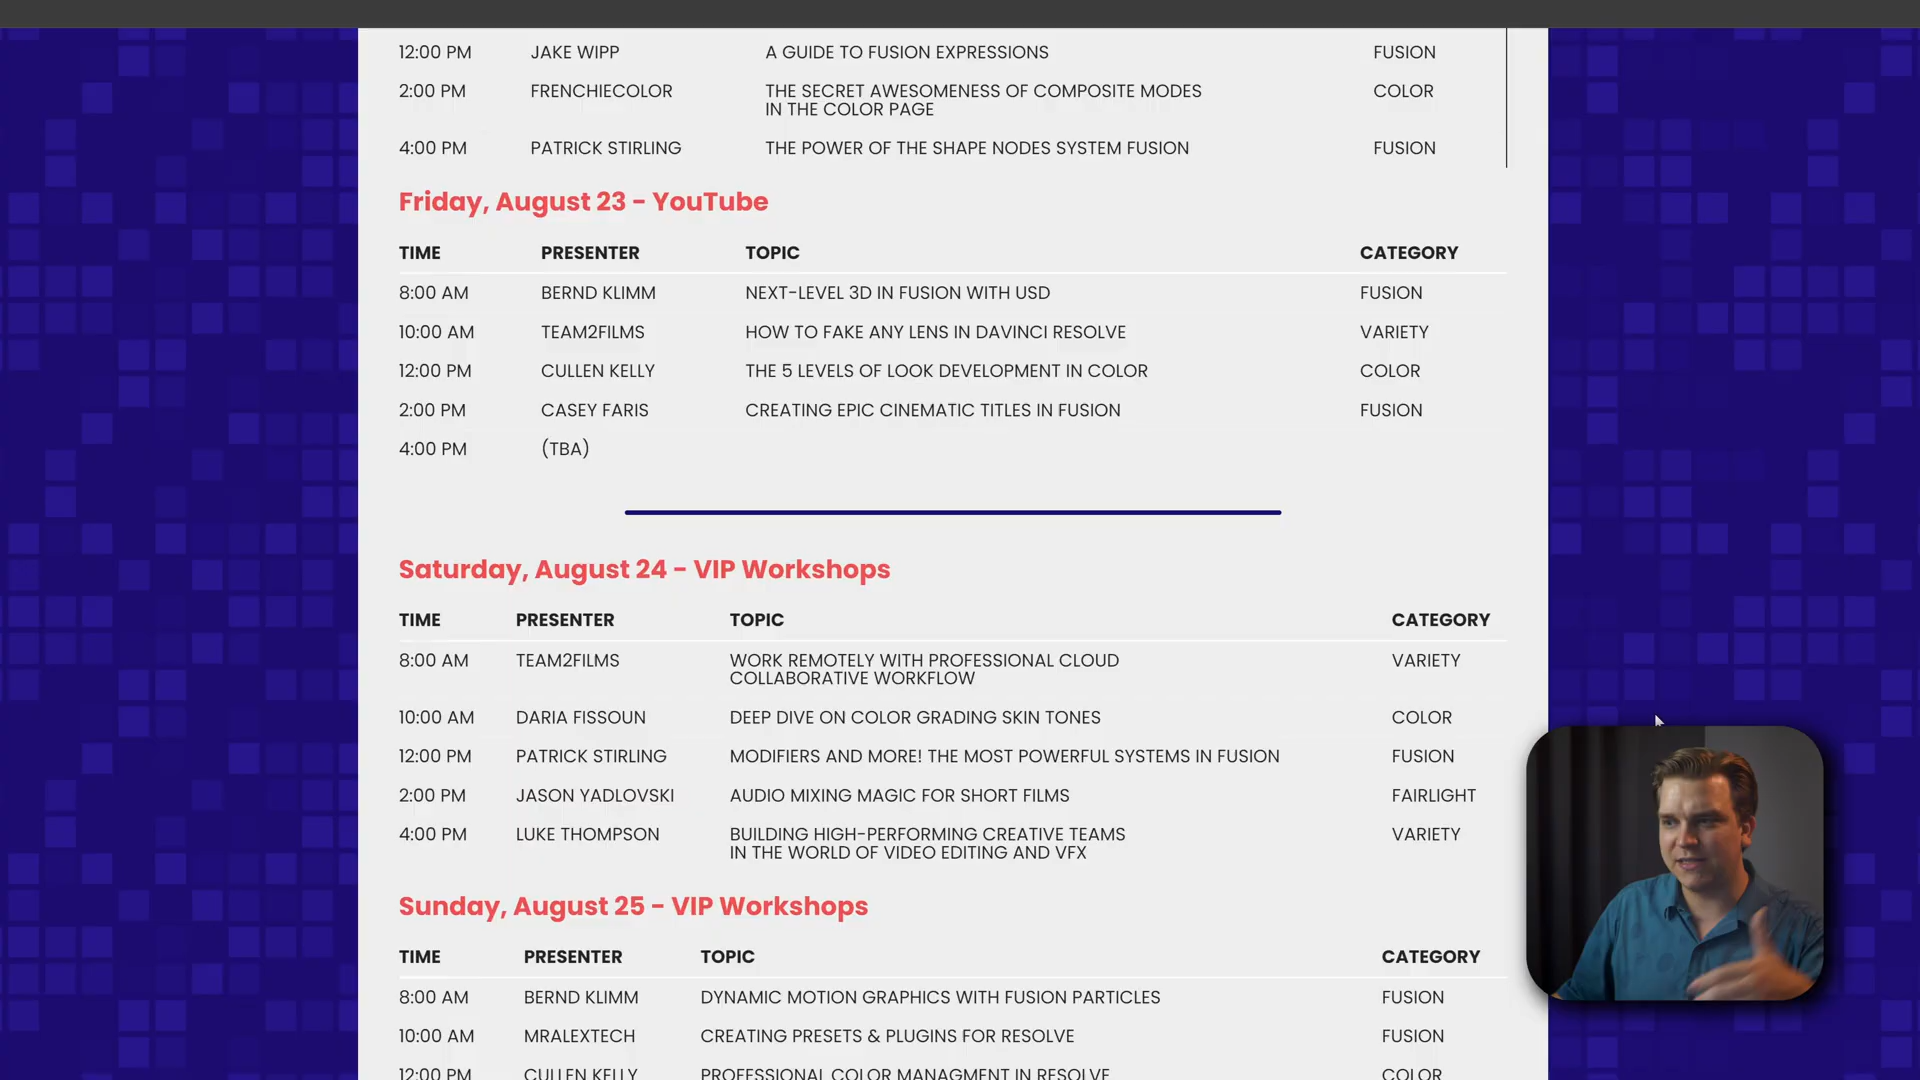 12:00 PM JAKE WIPP A GUIDE TO FUSION EXPRESSIONS FUSION
2:00 PM FRENCHIECOLOR THE SECRET AWESOMENESS OF COMPOSITE MODES COLOR
IN THE COLOR PAGE
4:00 PM PATRICK STIRLING THE POWER OF THE SHAPE NODES SYSTEM FUSION FUSION
Friday, August 23 - YouTube
TIME PRESENTER TOPIC CATEGORY
8:00 AM BERND KLIMM NEXT-LEVEL 3D IN FUSION WITH USD FUSION
10:00 AM TEAM2FILMS HOW TO FAKE ANY LENS IN DAVINCI RESOLVE VARIETY
12:00 PM CULLEN KELLY THE 5 LEVELS OF LOOK DEVELOPMENT IN COLOR COLOR
2:00 PM CASEY FARIS CREATING EPIC CINEMATIC TITLES IN FUSION FUSION
4:00 PM (TBA)
Saturday, August 24 - VIP Workshops
TIME PRESENTER TOPIC CATEGORY
8:00 AM TEAM2FILMS WORK REMOTELY WITH PROFESSIONAL CLOUD VARIETY
COLLABORATIVE WORKFLOW
10:00 AM DARIA FISSOUN DEEP DIVE ON COLOR GRADING SKIN TONES COLOR
12:00 PM PATRICK STIRLING MODIFIERS AND MORE! THE MOST POWERFUL SYSTEMS IN FUSION FUSION
2:00 PM JASON YADLOVSKI AUDIO MIXING MAGIC FOR SHORT FILMS FAIRLIGHT
4:00 PM LUKE THOMPSON BUILDING HIGH-PERFORMING CREATIVE TEAMS VARIETY
IN THE WORLD OF VIDEO EDITING AND VFX
Sunday, August 25 - VIP Workshops
TIME PRESENTER TOPIC CATEGORY
8:00 AM BERND KLIMM DYNAMIC MOTION GRAPHICS WITH FUSION PARTICLES FUSION
10:00 AM MRALEXTECH CREATING PRESETS & PLUGINS FOR RESOLVE FUSION
12:00 PM CULLEN KELLY PROFESSIONAL COLOR MANAGMENT IN RESOLVE COLOR